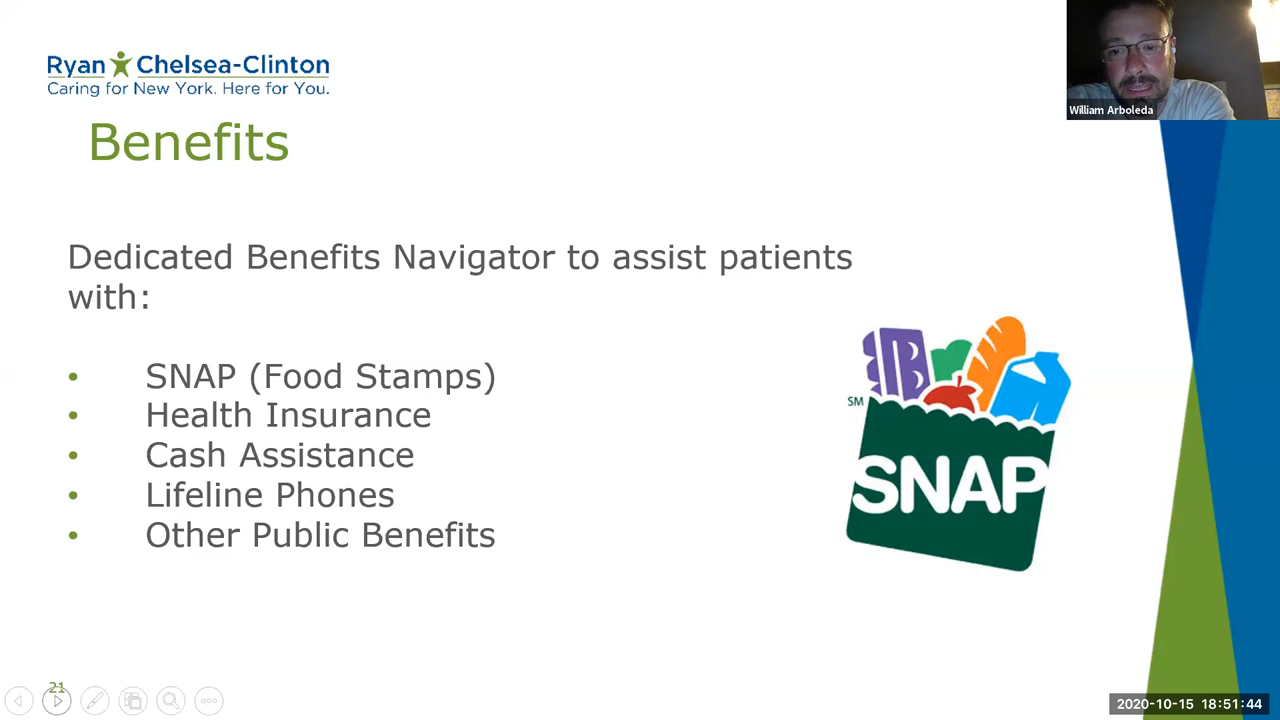 Ryan Chelsea-Clinton
Caring for New York. Here for You.
William Arboleda
Benefits
Dedicated Benefits Navigator to assist patients
with:
• SNAP (Food Stamps)
• Health Insurance
• Cash Assistance
• Lifeline Phones
• Other Public Benefits
SM
SNAP
21
2020-10-15 18:51:44